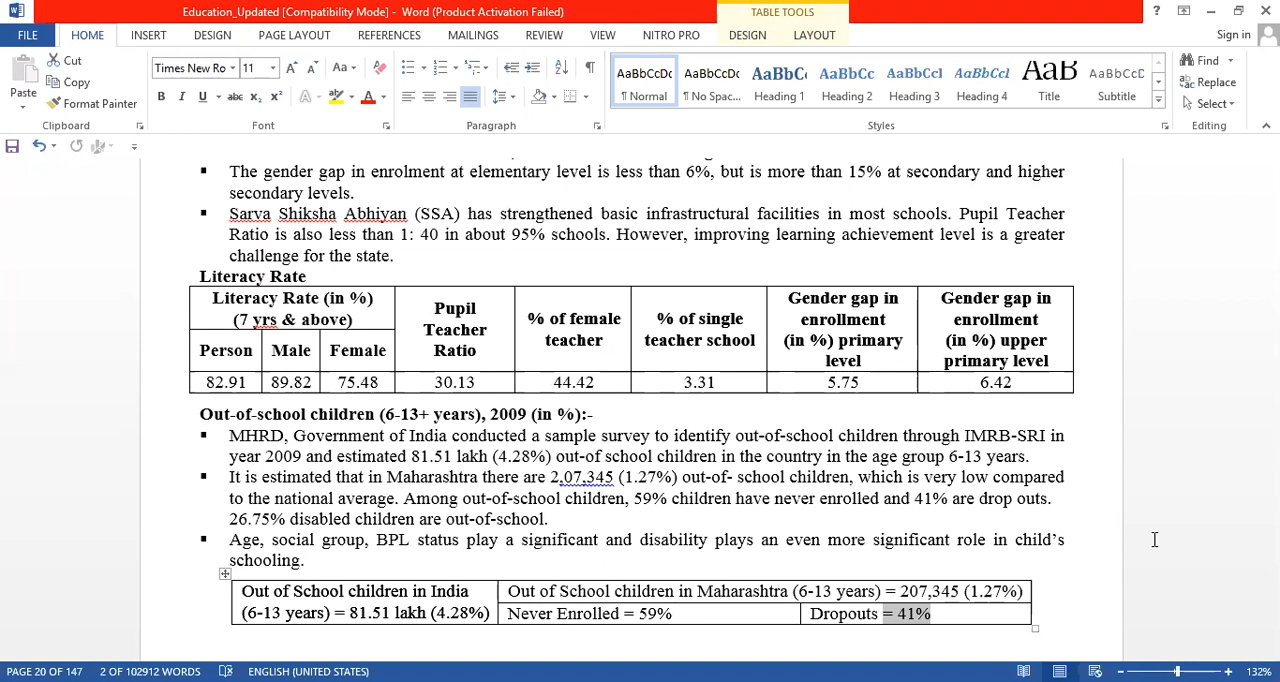 Education_Updated [Compatibility Mode] - Word (Product Activation Failed)
TABLE TOOLS
?
FILE HOME INSERT DESIGN PAGE LAYOUT REFERENCES MAILINGS REVIEW VIEW NITRO PRO DESIGN LAYOUT Sign in
Paste
Cut
Copy
Format Painter
Times New Ro 11
Aa
B I U abc X₂ X²
AaBbCcDc AaBbCcDc AaBbC‹ AaBbCc AaBbCcl AaBbCcl AaB AaBbCcD
¶ Normal ¶ No Spac... Heading 1 Heading 2 Heading 3 Heading 4 Title Subtitle
Find
Replace
Select
Clipboard Font Paragraph Styles Editing
▪ The gender gap in enrolment at elementary level is less than 6%, but is more than 15% at secondary and higher
secondary levels.
▪ Sarva Shiksha Abhiyan (SSA) has strengthened basic infrastructural facilities in most schools. Pupil Teacher
Ratio is also less than 1: 40 in about 95% schools. However, improving learning achievement level is a greater
challenge for the state.
Literacy Rate
Literacy Rate (in %)
(7 yrs & above)
Person Male Female
Pupil
Teacher
Ratio
% of female
teacher
% of single
teacher school
Gender gap in
enrollment
(in %) primary
level
Gender gap in
enrollment
(in %) upper
primary level
82.91 89.82 75.48 30.13 44.42 3.31 5.75 6.42
Out-of-school children (6-13+ years), 2009 (in %):-
▪ MHRD, Government of India conducted a sample survey to identify out-of-school children through IMRB-SRI in
year 2009 and estimated 81.51 lakh (4.28%) out-of school children in the country in the age group 6-13 years.
▪ It is estimated that in Maharashtra there are 2,07,345 (1.27%) out-of- school children, which is very low compared
to the national average. Among out-of-school children, 59% children have never enrolled and 41% are drop outs.
26.75% disabled children are out-of-school.
▪ Age, social group, BPL status play a significant and disability plays an even more significant role in child's
schooling.
Out of School children in India
(6-13 years) = 81.51 lakh (4.28%)
Out of School children in Maharashtra (6-13 years) = 207,345 (1.27%)
Never Enrolled = 59% Dropouts = 41%
PAGE 20 OF 147 2 OF 102912 WORDS ENGLISH (UNITED STATES) 132%